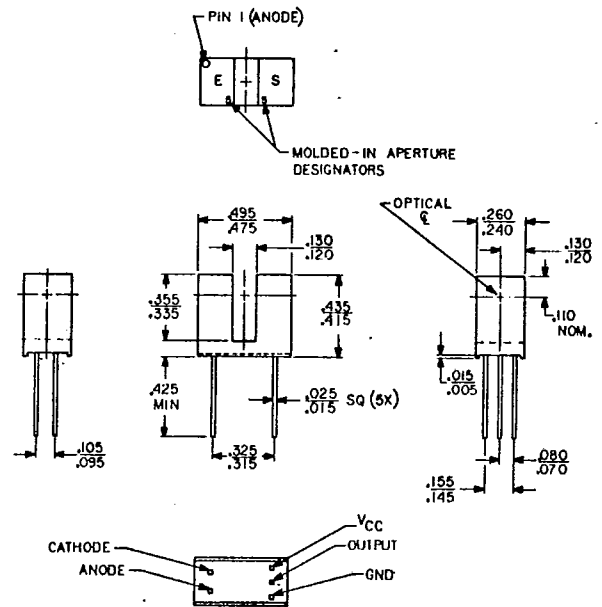 PIN 1 (ANODE)
E S
MOLDED-IN APERTURE
DESIGNATORS
.495
.475
.130
.120
OPTICAL
℄
.260
.240
.130
.120
.355
.335
.435
.415
.110
NOM.
.425
MIN
.025
.015 SQ (5X)
.015
.005
.105
.095
.325
.315
.080
.070
.155
.145
CATHODE
ANODE
VCC
OUTPUT
GND